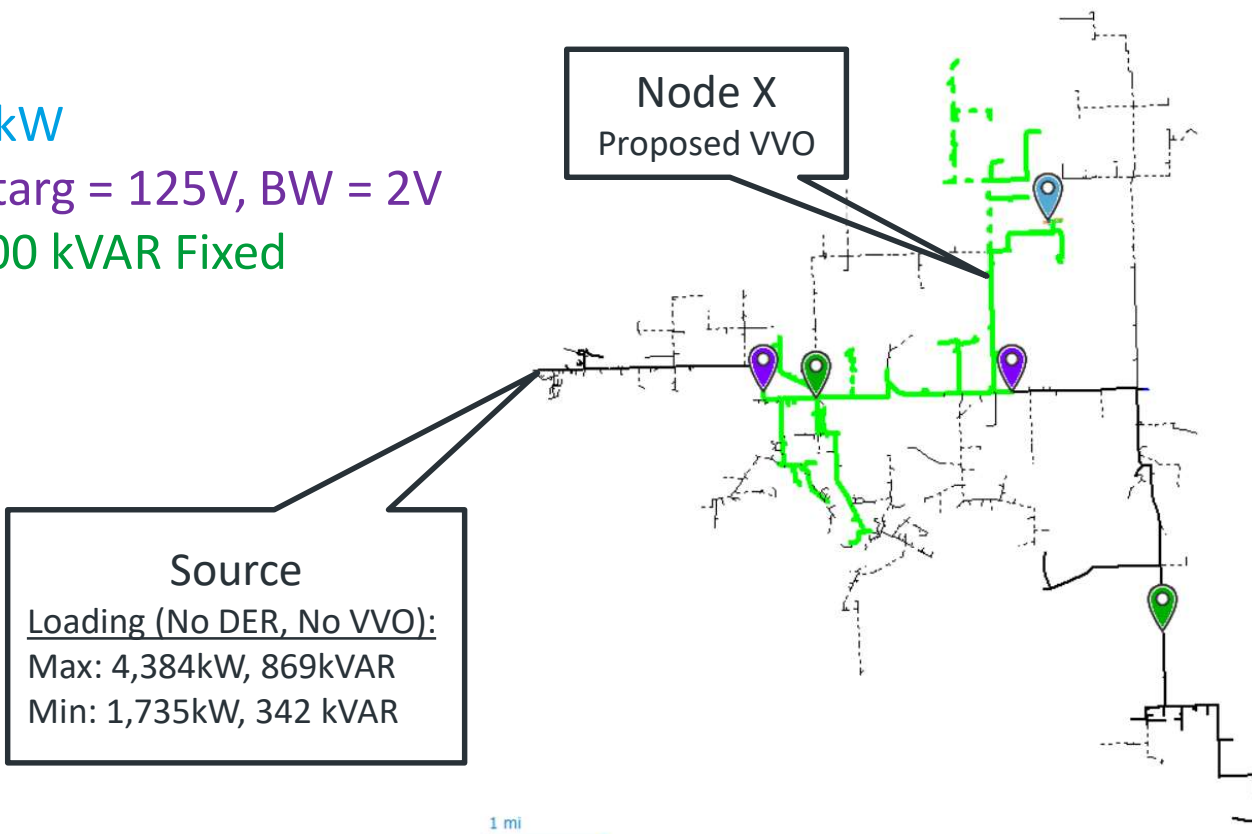 kW
targ = 125V, BW = 2V
00 kVAR Fixed
Node X
Proposed VVO
Source
Loading (No DER, No VVO):
Max: 4,384kW, 869kVAR
Min: 1,735kW, 342 kVAR
1 mi